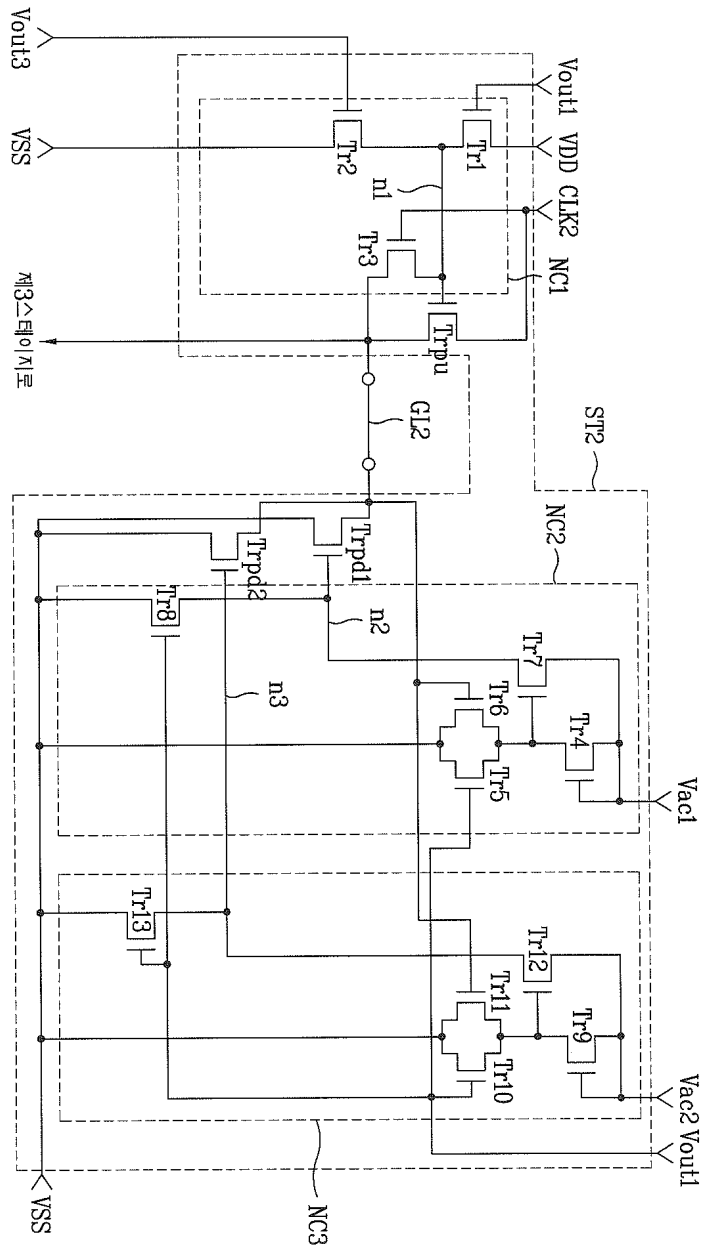 Vout3
VSS
제3스테이지로
Vout1
VDD
CLK2
Tr2
Tr1
n1
Tr3
NC1
Trpu
GL2
ST2
NC2
Trpd1
Trpd2
Tr8
n2
n3
Tr7
Tr6
Tr4
Tr5
Vac1
Tr13
Tr12
Tr11
Tr9
Tr10
Vac2
Vout1
VSS
NC3